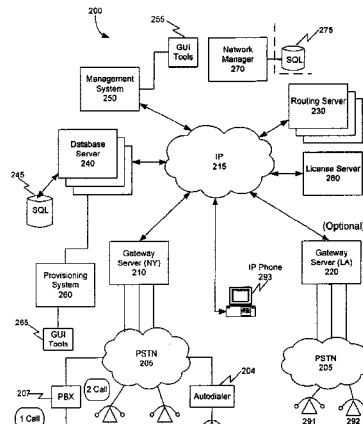 200
255
GUI
Tools
275
Network
Manager
270
SQL
Management
System
250
Routing Server
230
Database
Server
240
IP
215
245
SQL
License Server
280
(Optional)
Gateway
Server (NY)
210
Gateway
Server (LA)
220
IP Phone
293
Provisioning
System
260
265
GUI
Tools
PSTN
205
PSTN
205
204
207
PBX
2 Call
Autodialer
1 Call
291
292